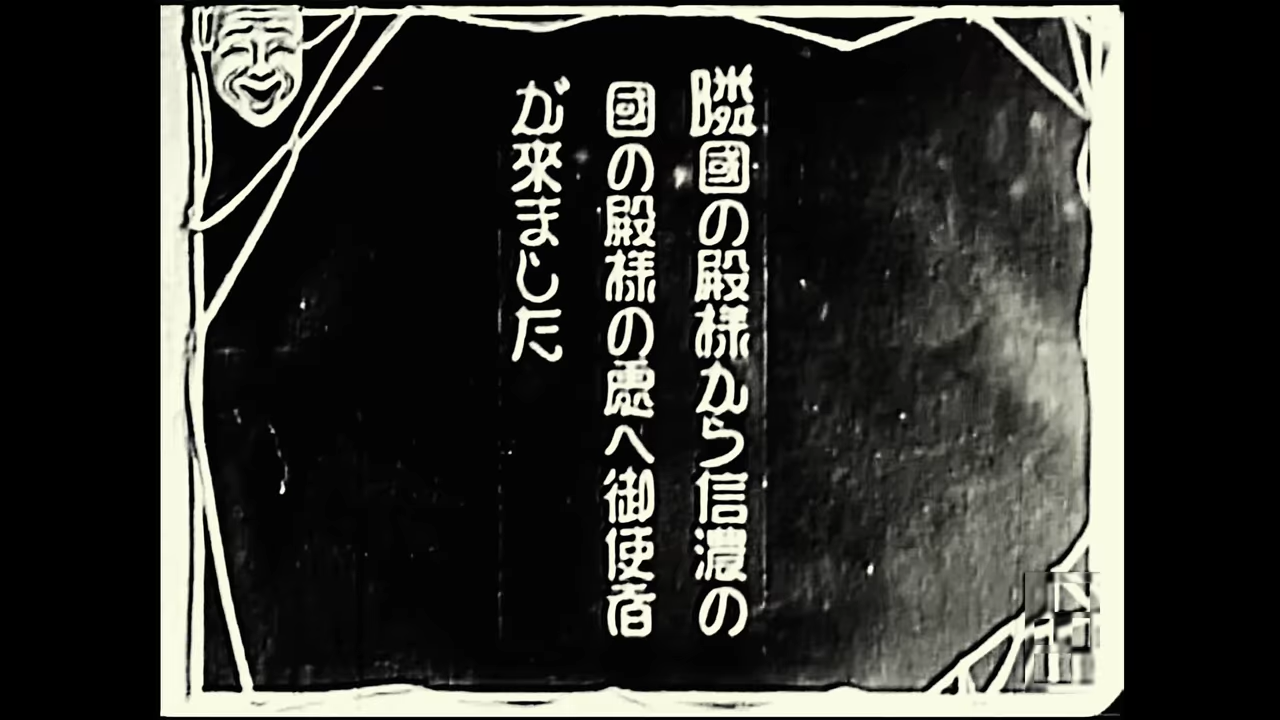 隣國の殿様から信濃の
國の殿様の處へ御使者
が來ました